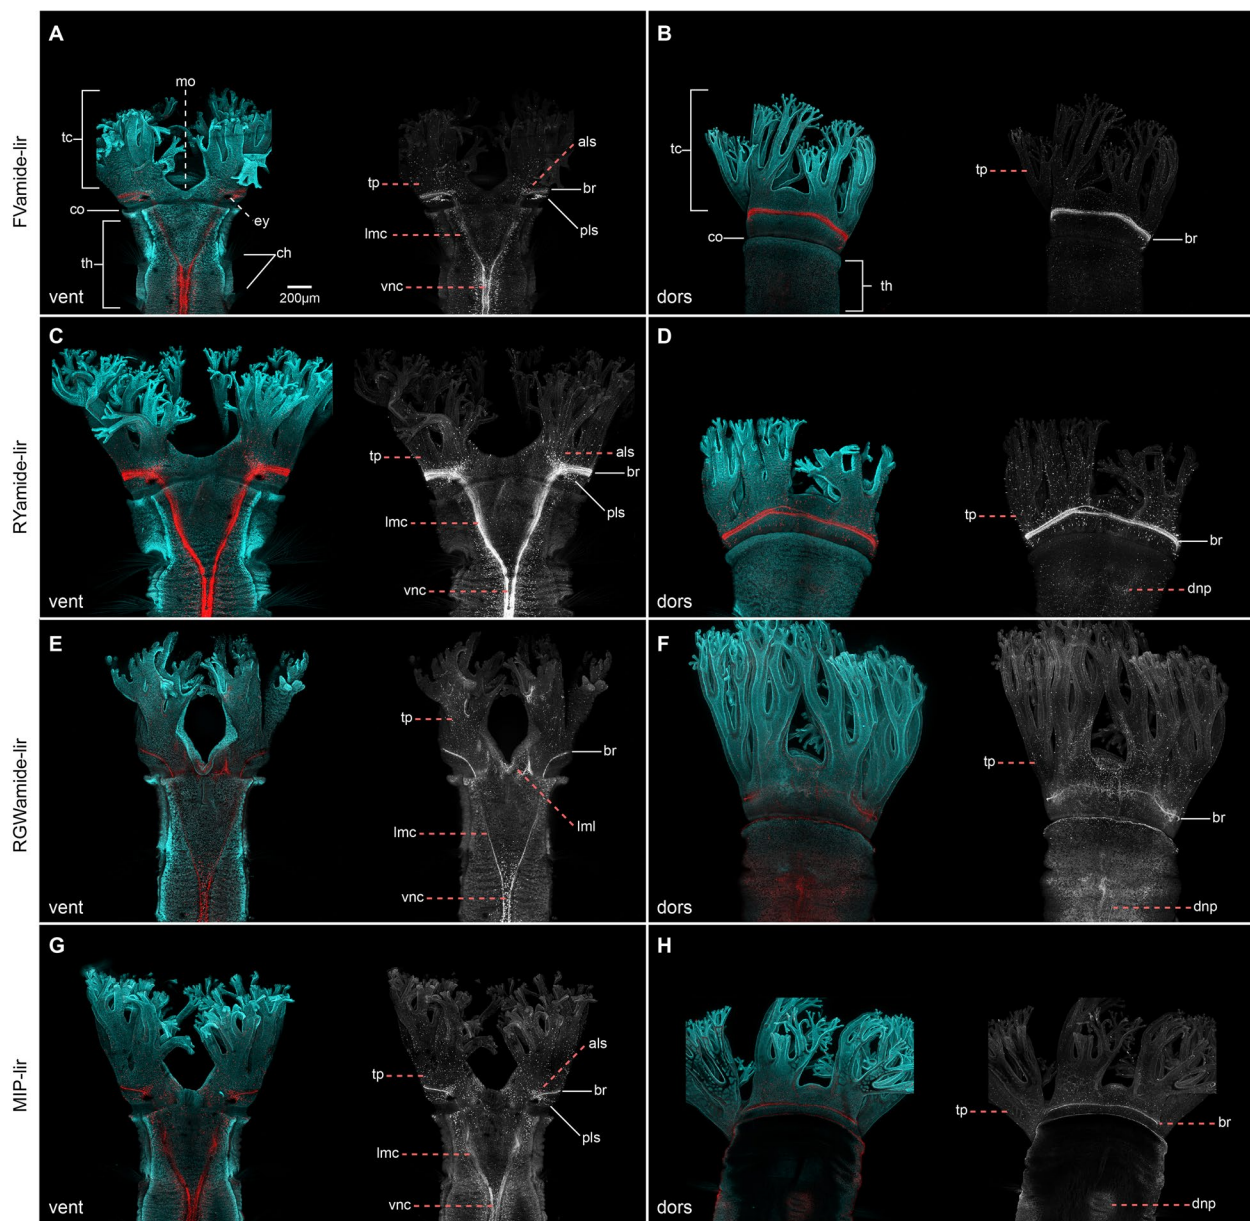 FVamide-lir
A
mo
tc
co
th
ey
ch
200µm
vent
tp
als
br
pls
lmc
vnc
B
tc
co
th
dors
tp
br
RYamide-lir
C
vent
tp
als
br
pls
lmc
vnc
D
dors
tp
br
dnp
RGWamide-lir
E
vent
tp
br
lml
lmc
vnc
F
dors
tp
br
dnp
MIP-lir
G
vent
tp
als
br
pls
lmc
vnc
H
dors
tp
br
dnp